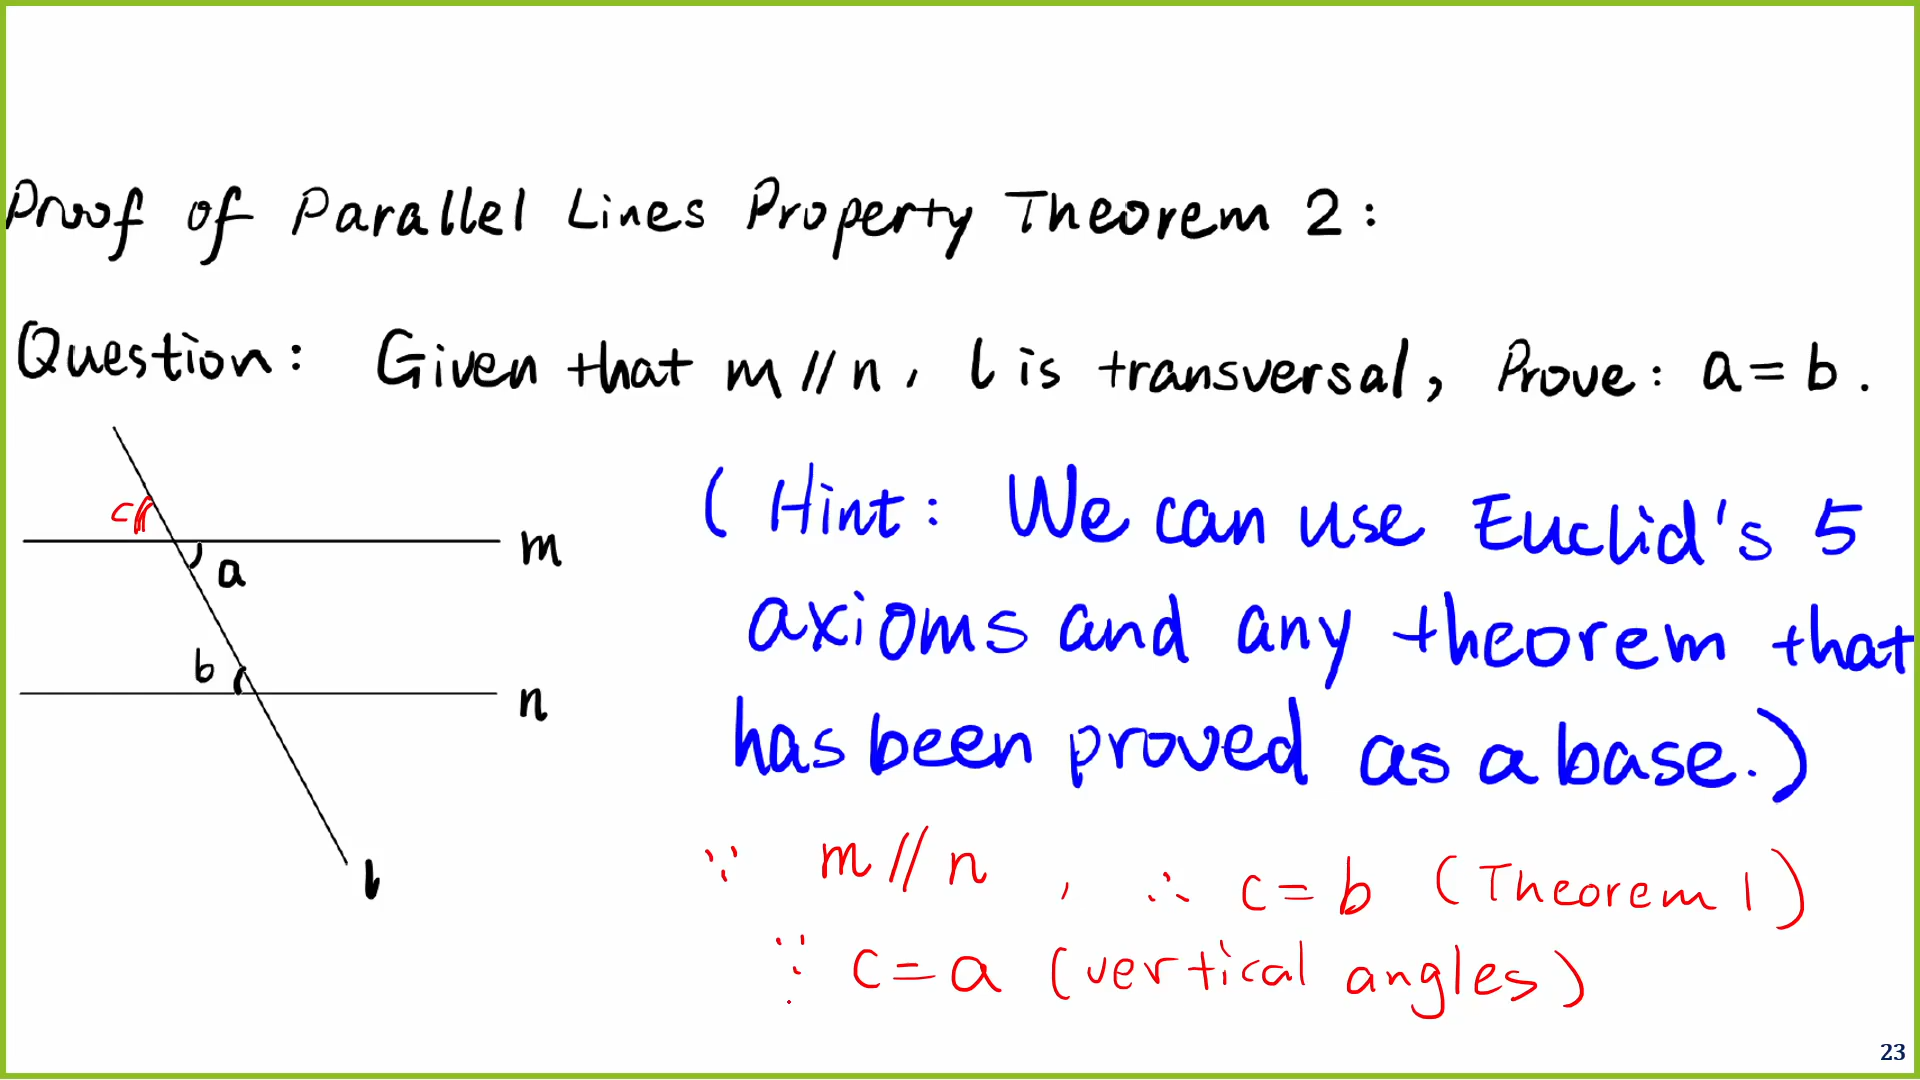 Proof of Parallel Lines Property Theorem 2:
Question: Given that m // n, l is transversal, Prove: a = b.
c
m
a
b
n
l
(Hint: We can use Euclid's 5
axioms and any theorem that
has been proved as a base.)
∵ m // n, ∴ c = b (Theorem 1)
∵ c = a (vertical angles)
23